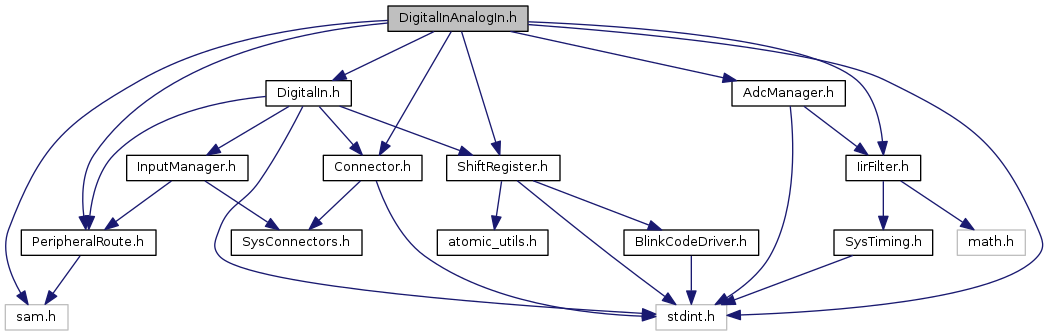 DigitalInAnalogIn.h
DigitalIn.h
AdcManager.h
InputManager.h
Connector.h
ShiftRegister.h
IirFilter.h
PeripheralRoute.h
SysConnectors.h
atomic_utils.h
BlinkCodeDriver.h
SysTiming.h
math.h
sam.h
stdint.h